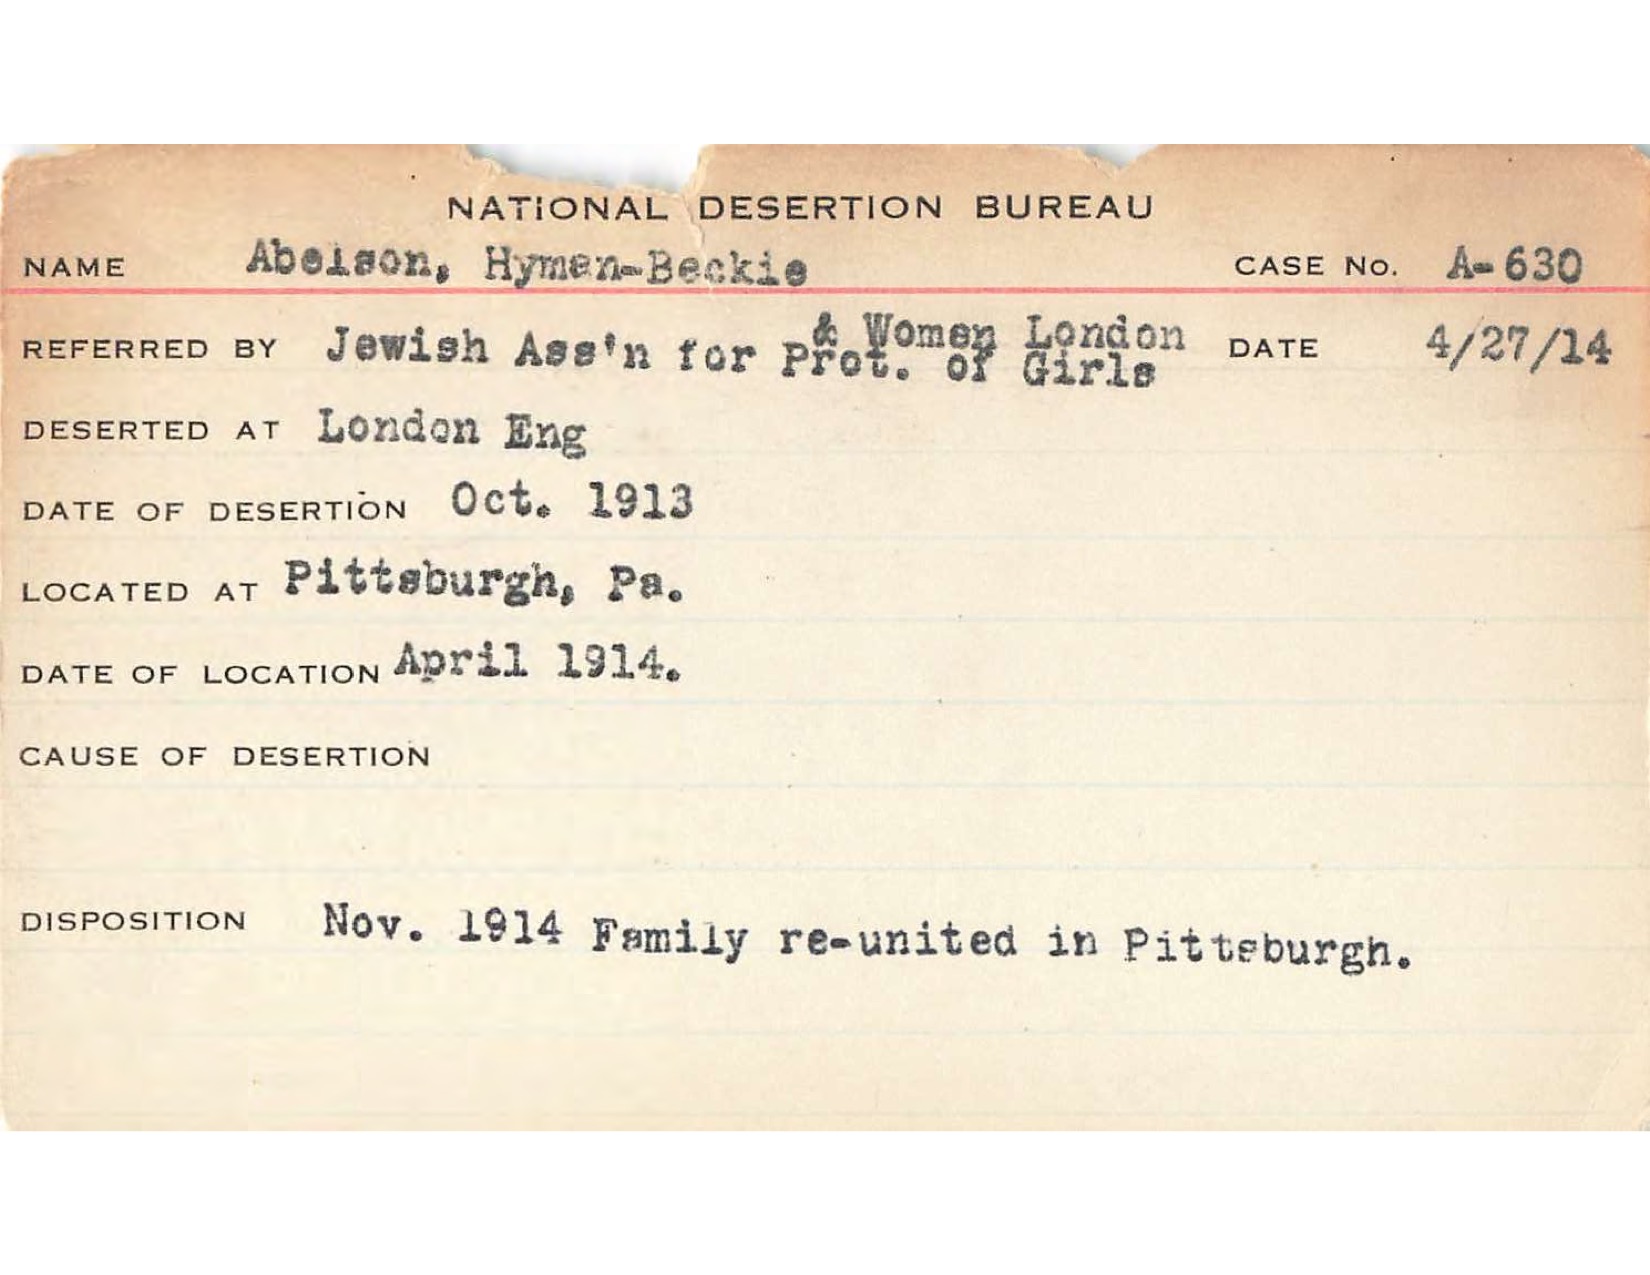 NATIONAL DESERTION BUREAU
NAME Abelson, Hyman-Beckie CASE No. A-630
& Women London
REFERRED BY Jewish Ass'n for Prot. of Girls DATE 4/27/14
DESERTED AT London Eng
DATE OF DESERTION Oct. 1913
LOCATED AT Pittsburgh, Pa.
DATE OF LOCATION April 1914.
CAUSE OF DESERTION
DISPOSITION Nov. 1914 Family re-united in Pittsburgh.